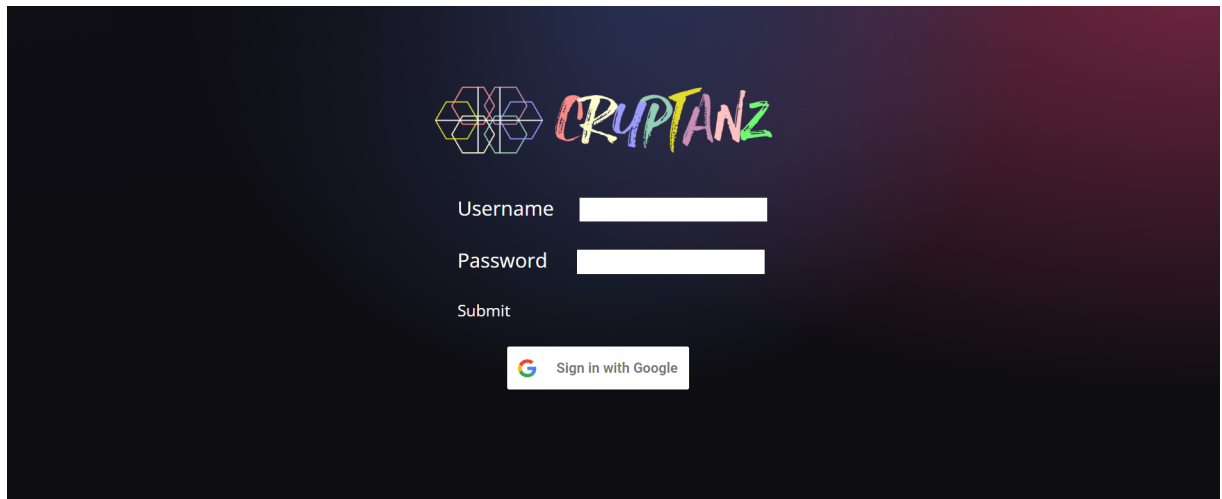 CRYPTANZ
Username
Password
Submit
Sign in with Google